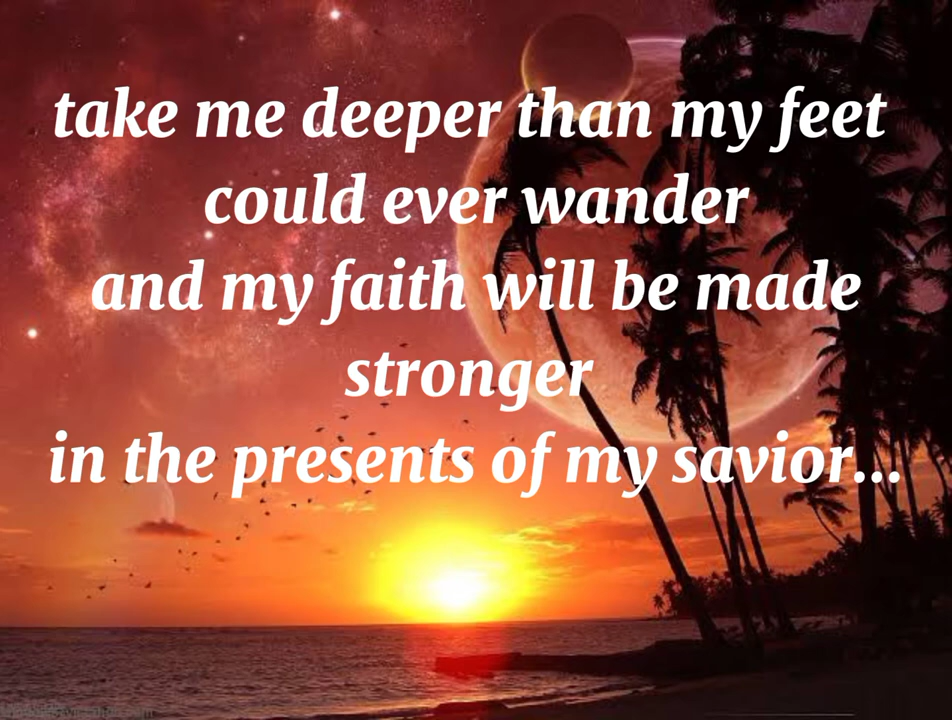 take me deeper than my feet
could ever wander
and my faith will be made
stronger
in the presents of my savior...